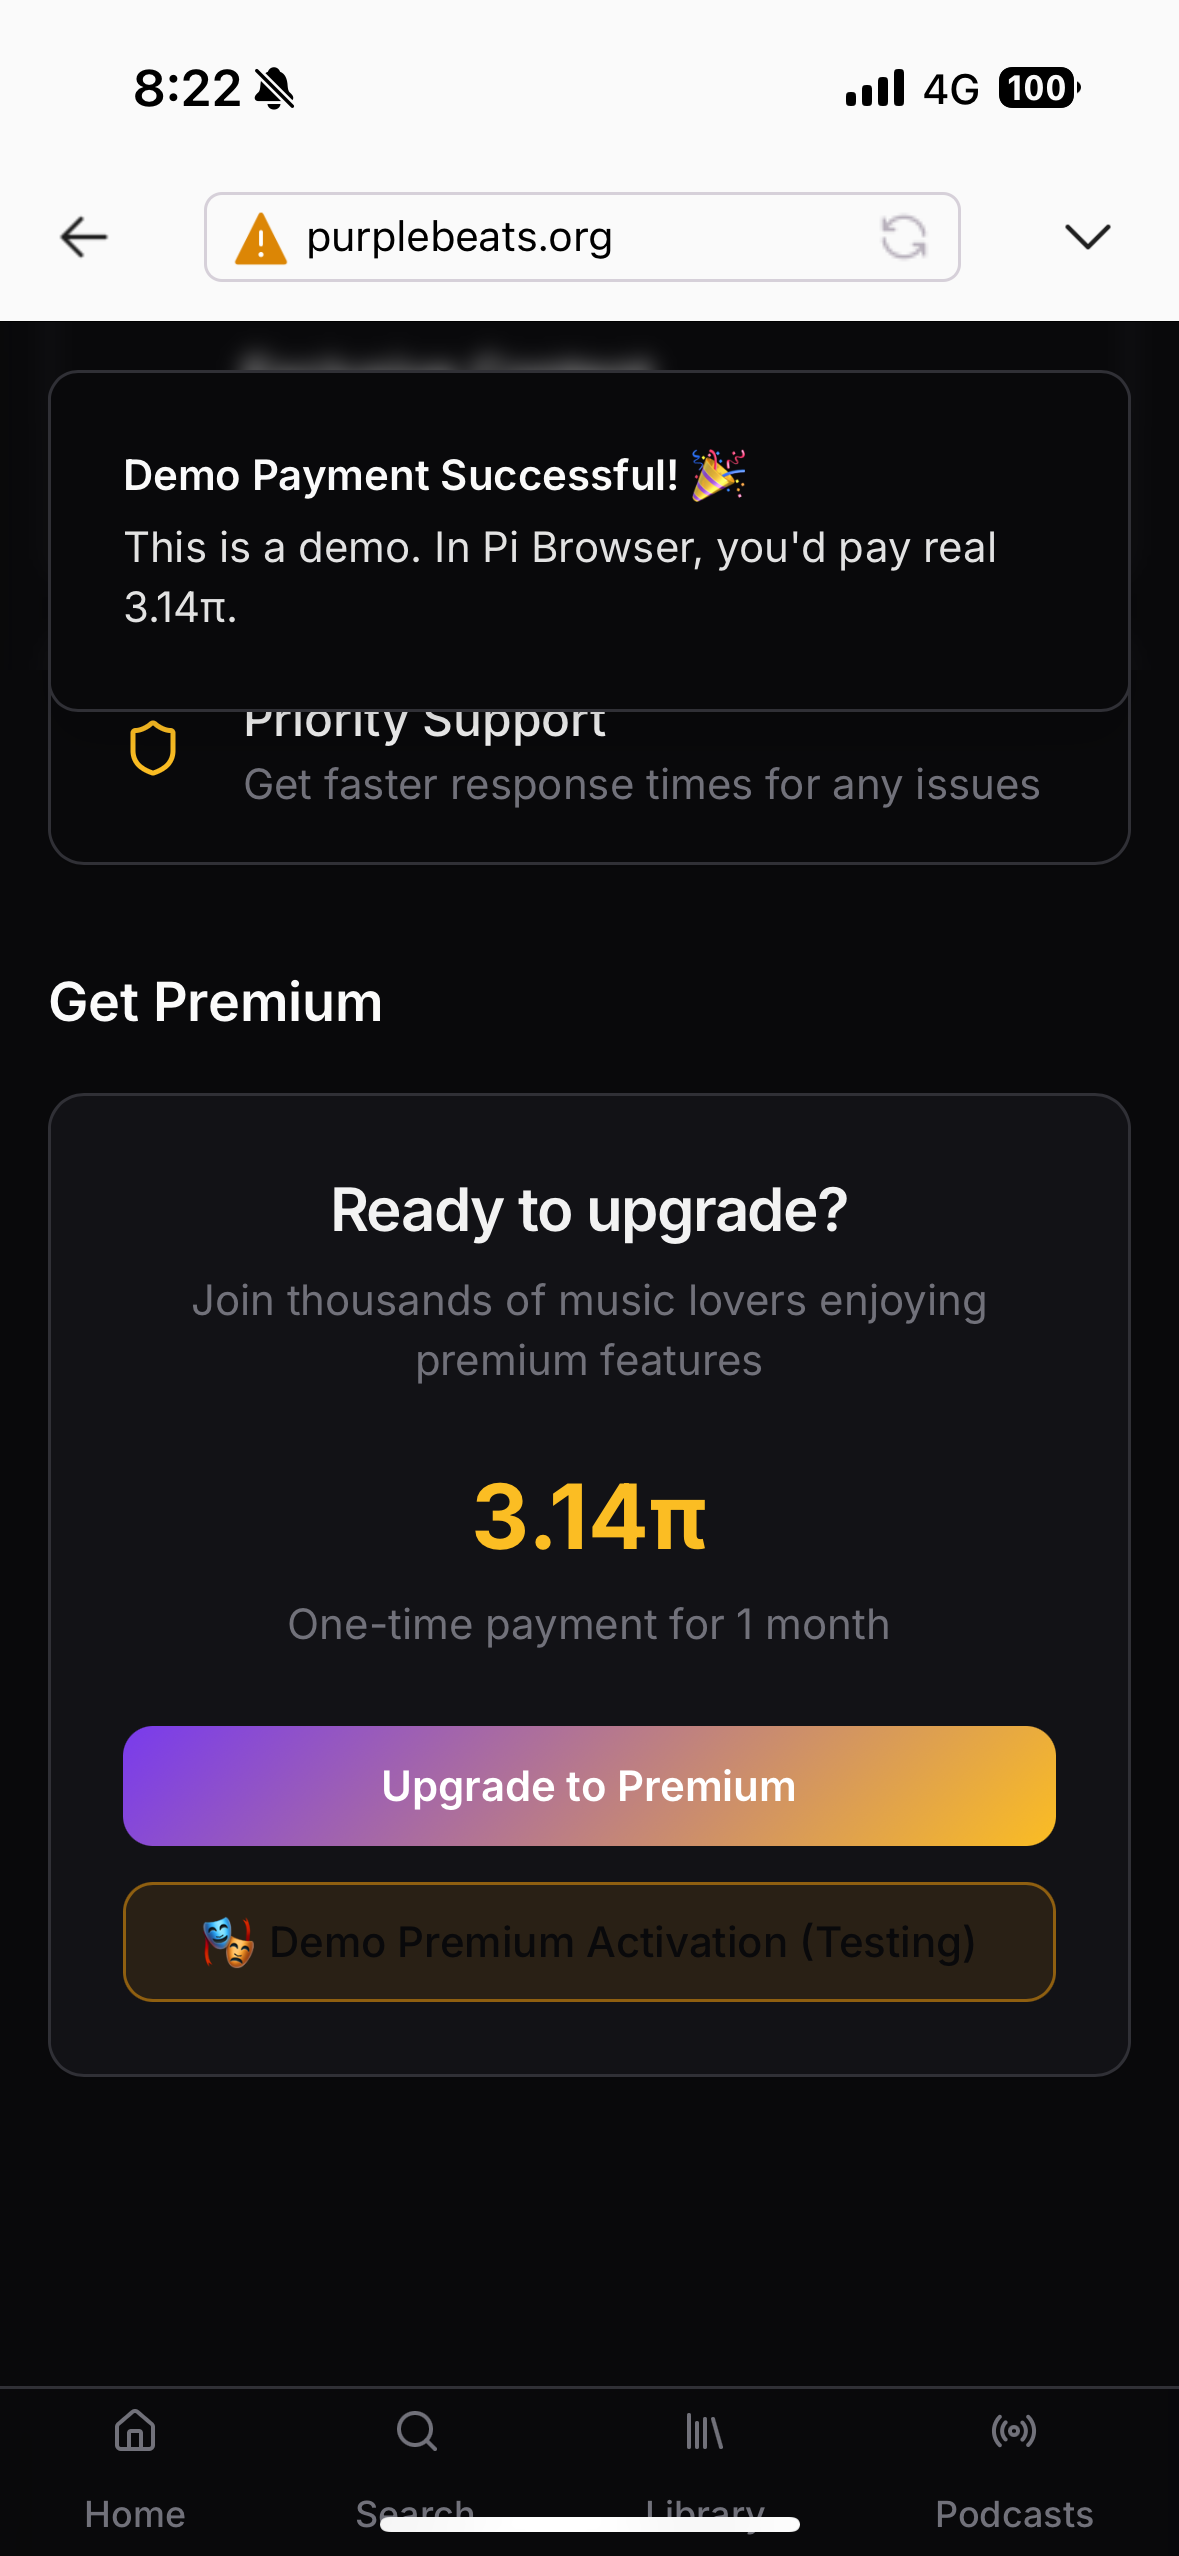 8:22
4G
100
purplebeats.org
Demo Payment Successful! 🎉
This is a demo. In Pi Browser, you'd pay real
3.14π.
Priority Support
Get faster response times for any issues
Get Premium
Ready to upgrade?
Join thousands of music lovers enjoying
premium features
3.14π
One-time payment for 1 month
Upgrade to Premium
🎭 Demo Premium Activation (Testing)
Home
Search
Library
Podcasts